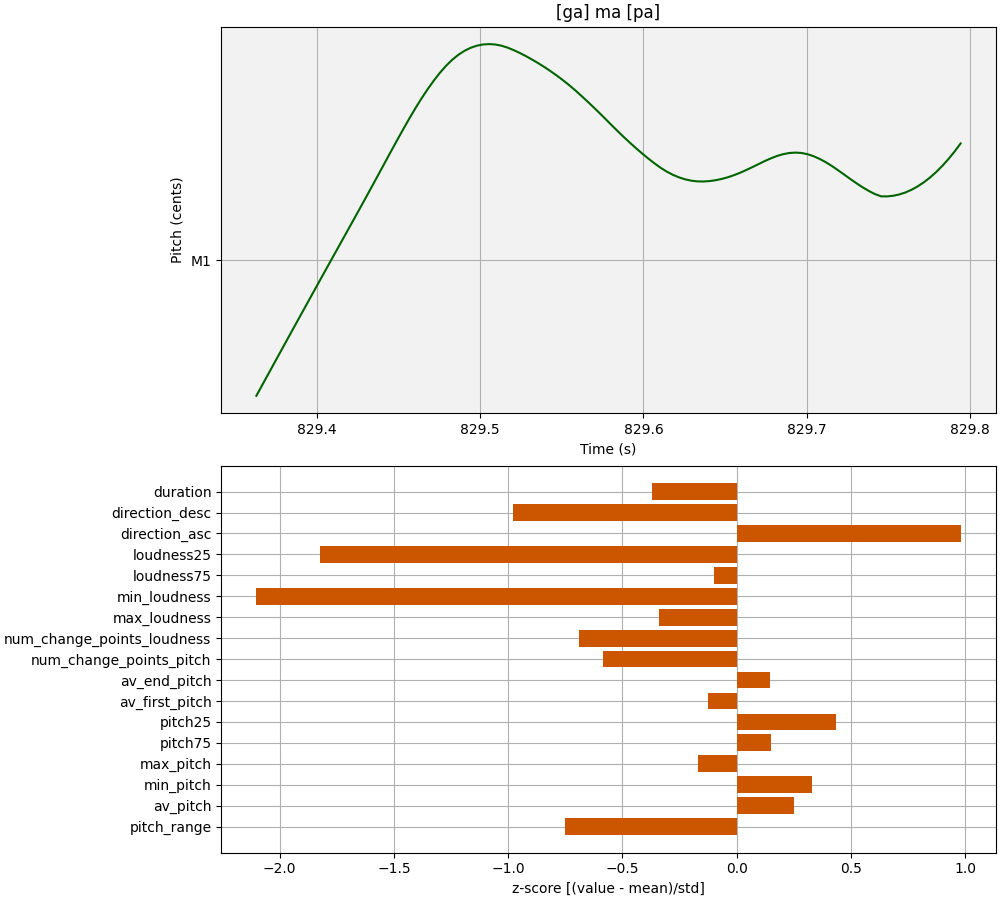 [ga] ma [pa]
Pitch (cents)
M1
829.4 829.5 829.6 829.7 829.8
Time (s)
duration
direction_desc
direction_asc
loudness25
loudness75
min_loudness
max_loudness
num_change_points_loudness
num_change_points_pitch
av_end_pitch
av_first_pitch
pitch25
pitch75
max_pitch
min_pitch
av_pitch
pitch_range
−2.0 −1.5 −1.0 −0.5 0.0 0.5 1.0
z-score [(value - mean)/std]